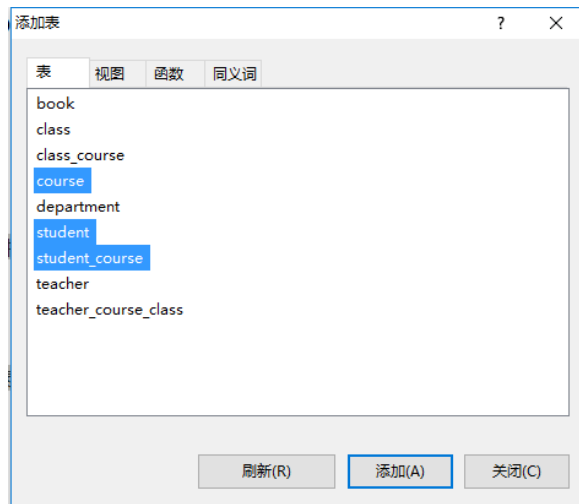 添加表
?
表 视图 函数 同义词
book
class
class_course
course
department
student
student_course
teacher
teacher_course_class
刷新(R) 添加(A) 关闭(C)